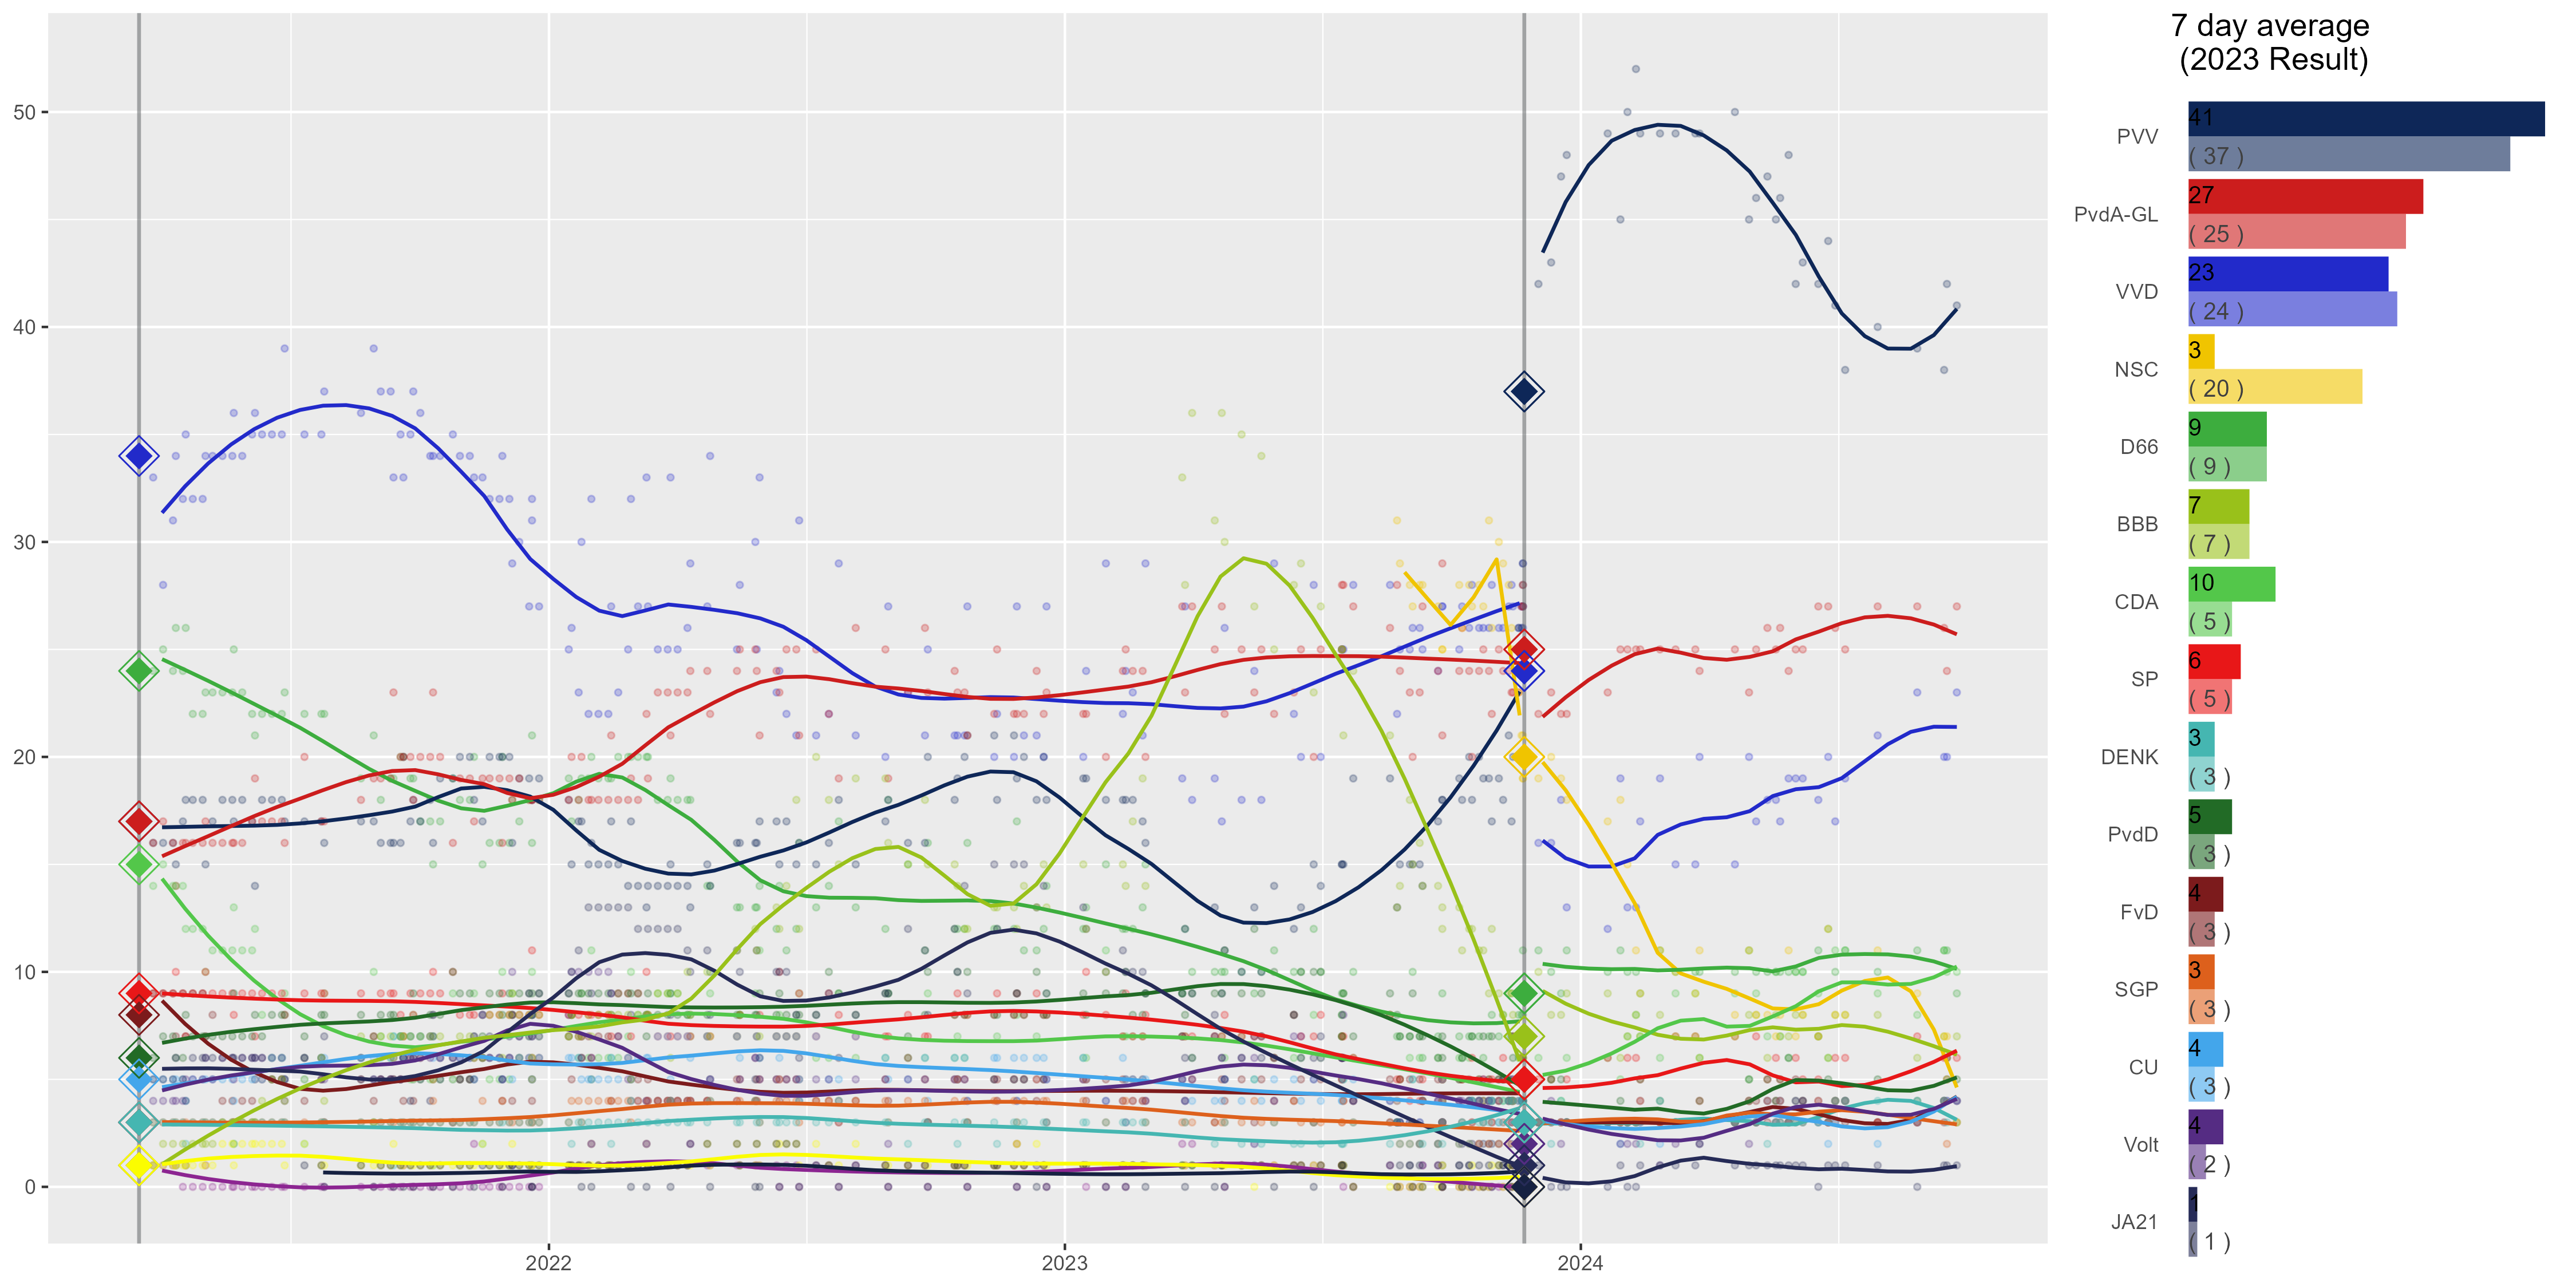 7 day average
(2023 Result)
50
40
30
20
10
0
2022
2023
2024
PVV
41
( 37 )
PvdA-GL
27
( 25 )
VVD
23
( 24 )
NSC
3
( 20 )
D66
9
( 9 )
BBB
7
( 7 )
CDA
10
( 5 )
SP
6
( 5 )
DENK
3
( 3 )
PvdD
5
( 3 )
FvD
4
( 3 )
SGP
3
( 3 )
CU
4
( 3 )
Volt
4
( 2 )
JA21
1
( 1 )